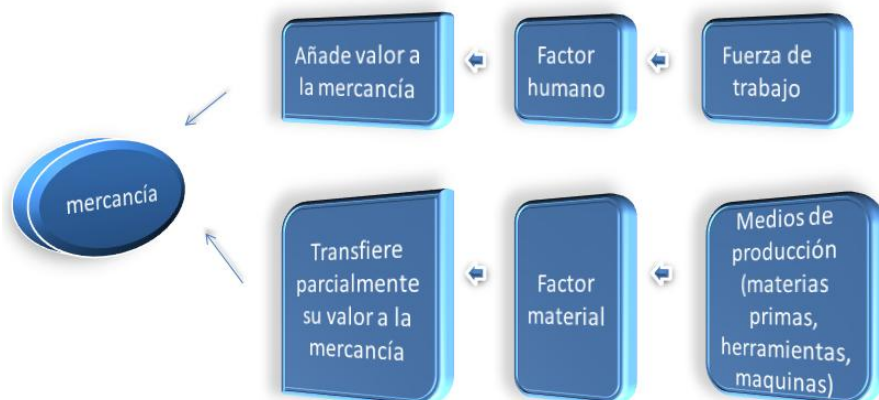 Añade valor a
la mercancía
Factor
humano
Fuerza de
trabajo
mercancía
Transfiere
parcialmente
su valor a la
mercancía
Factor
material
Medios de
producción
(materias
primas,
herramientas,
maquinas)